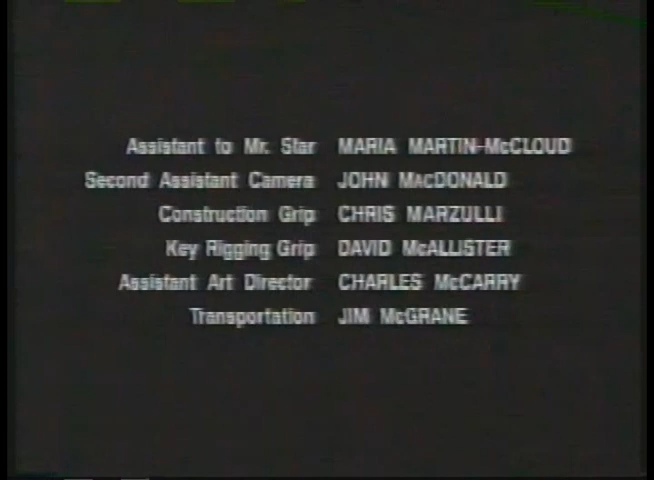 Assistant to Mr. Star MARIA MARTIN-McCLOUD
Second Assistant Camera JOHN MacDONALD
Construction Grip CHRIS MARZULLI
Key Rigging Grip DAVID McALLISTER
Assistant Art Director CHARLES McCARRY
Transportation JIM McGRANE